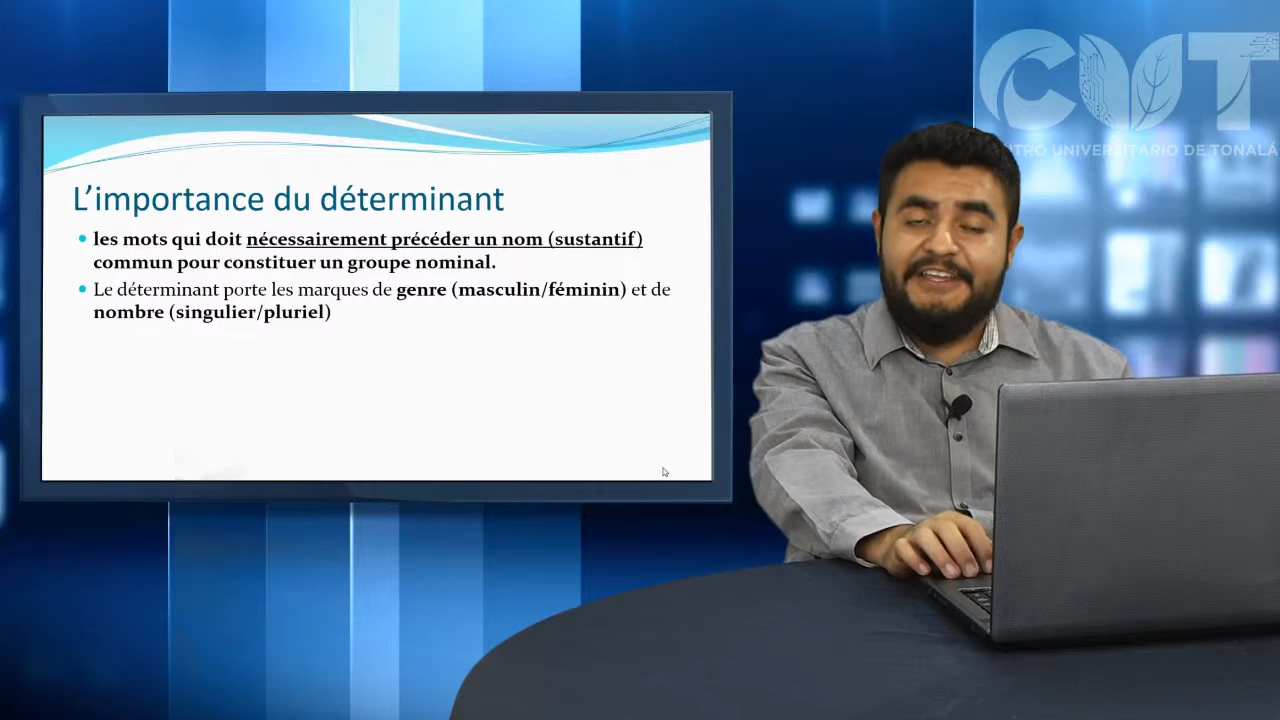 L’importance du déterminant
• les mots qui doit nécessairement précéder un nom (sustantif)
commun pour constituer un groupe nominal.
• Le déterminant porte les marques de genre (masculin/féminin) et de
nombre (singulier/pluriel)
CUT
NTRO UNIVERSITARIO DE TONALÁ